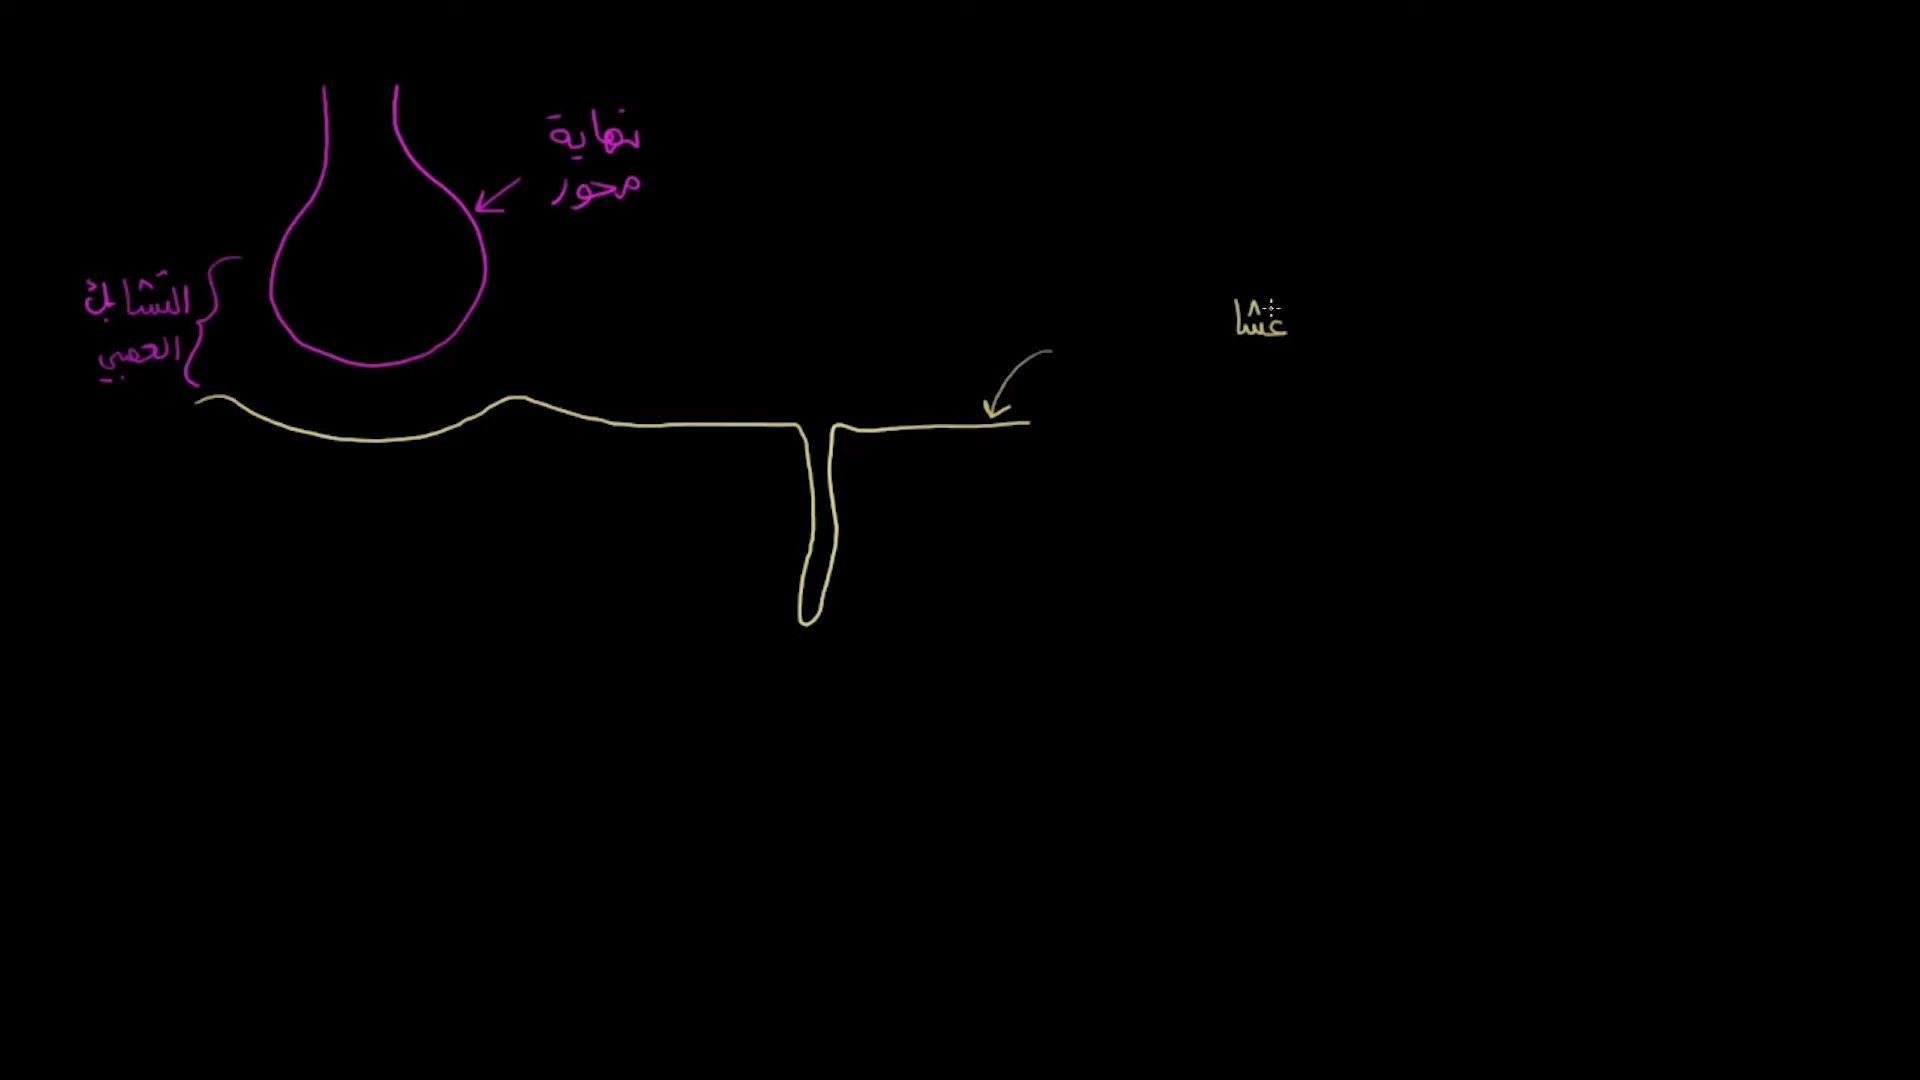 نهاية
محور
التشابك
العصبي
غشا